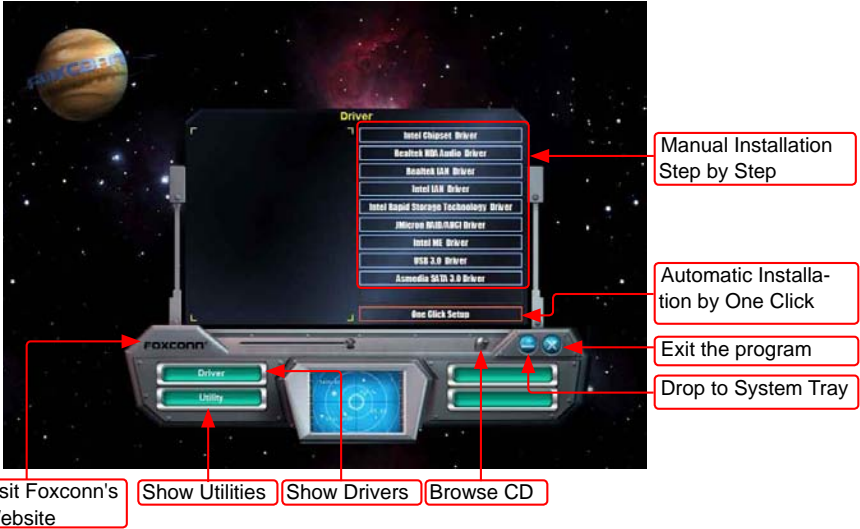 FOXCONN
Driver
Intel Chipset Driver
Realtek HDA Audio Driver
Realtek LAN Driver
Intel LAN Driver
Intel Rapid Storage Technology Driver
JMicron RAID/AHCI Driver
Intel ME Driver
USB 3.0 Driver
Asmedia SATA 3.0 Driver
One Click Setup
Manual Installation
Step by Step
Automatic Installa-
tion by One Click
Exit the program
Drop to System Tray
FOXCONN
Driver
Utility
sit Foxconn's
ebsite
Show Utilities
Show Drivers
Browse CD